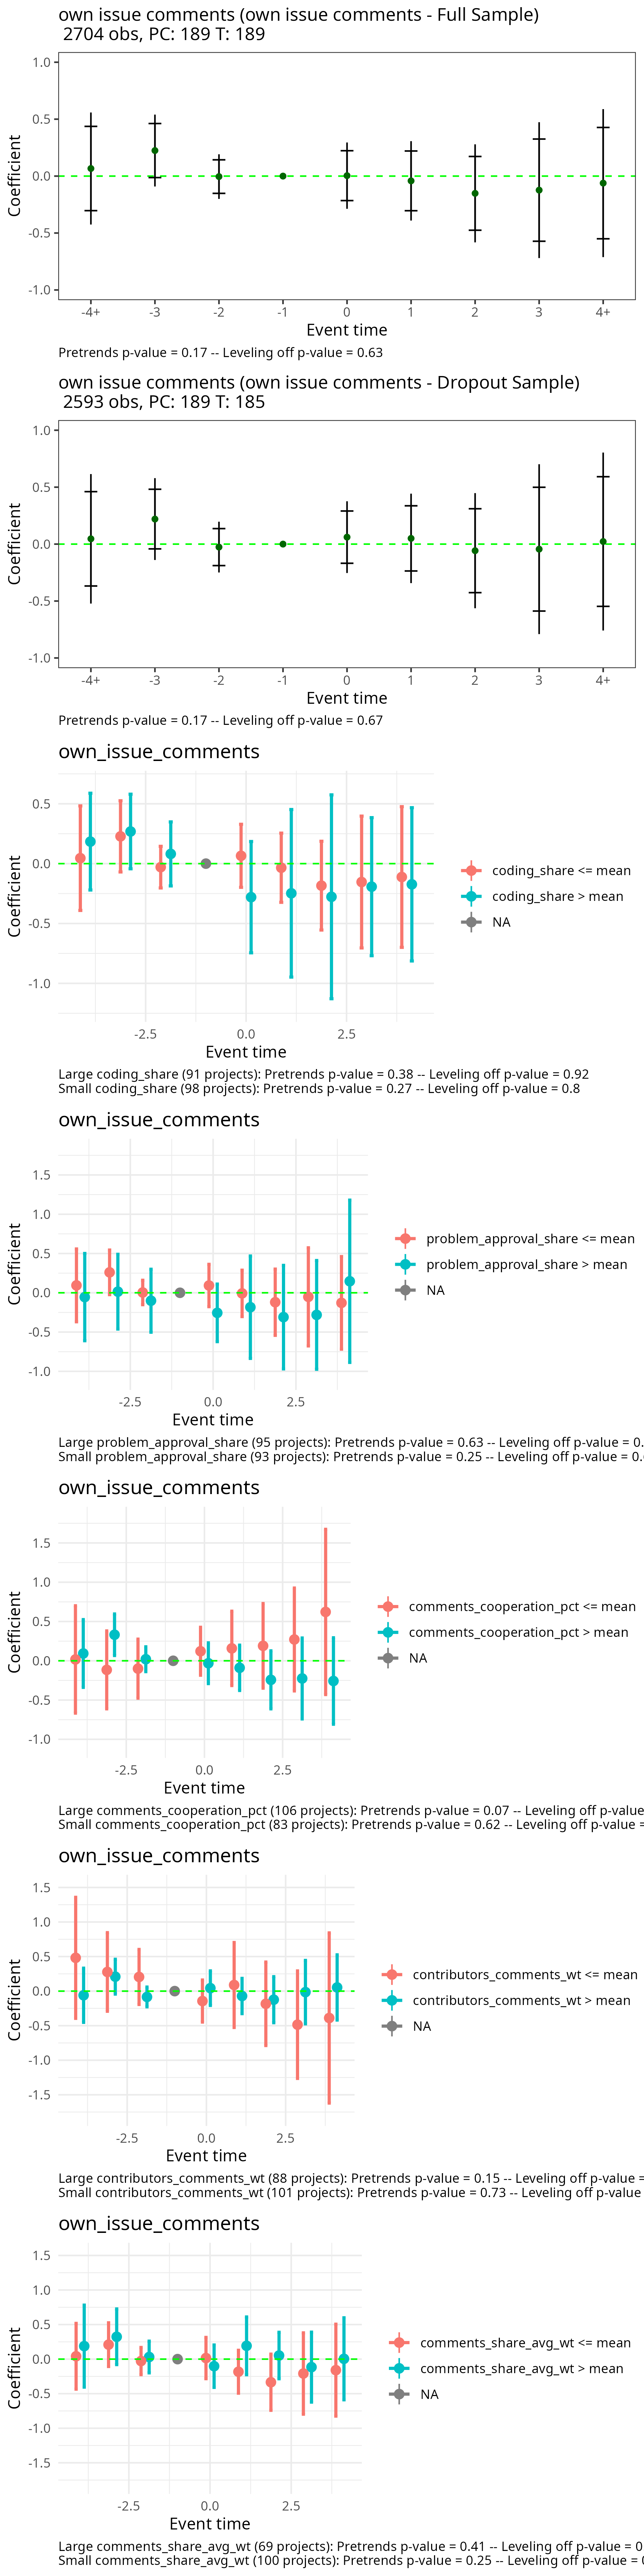 own issue comments (own issue comments - Full Sample)
2704 obs, PC: 189 T: 189
1.0
0.5
0.0
-0.5
-1.0
Coefficient
-4+ -3 -2 -1 0 1 2 3 4+
Event time
Pretrends p-value = 0.17 -- Leveling off p-value = 0.63
own issue comments (own issue comments - Dropout Sample)
2593 obs, PC: 189 T: 185
1.0
0.5
0.0
-0.5
-1.0
Coefficient
-4+ -3 -2 -1 0 1 2 3 4+
Event time
Pretrends p-value = 0.17 -- Leveling off p-value = 0.67
own_issue_comments
0.5
0.0
-0.5
-1.0
Coefficient
-2.5 0.0 2.5
Event time
coding_share <= mean
coding_share > mean
NA
Large coding_share (91 projects): Pretrends p-value = 0.38 -- Leveling off p-value = 0.92
Small coding_share (98 projects): Pretrends p-value = 0.27 -- Leveling off p-value = 0.8
own_issue_comments
1.5
1.0
0.5
0.0
-0.5
-1.0
Coefficient
-2.5 0.0 2.5
Event time
problem_approval_share <= mean
problem_approval_share > mean
NA
Large problem_approval_share (95 projects): Pretrends p-value = 0.63 -- Leveling off p-value = 0.
Small problem_approval_share (93 projects): Pretrends p-value = 0.25 -- Leveling off p-value = 0.
own_issue_comments
1.5
1.0
0.5
0.0
-0.5
-1.0
Coefficient
-2.5 0.0 2.5
Event time
comments_cooperation_pct <= mean
comments_cooperation_pct > mean
NA
Large comments_cooperation_pct (106 projects): Pretrends p-value = 0.07 -- Leveling off p-value
Small comments_cooperation_pct (83 projects): Pretrends p-value = 0.62 -- Leveling off p-value =
own_issue_comments
1.5
1.0
0.5
0.0
-0.5
-1.0
-1.5
Coefficient
-2.5 0.0 2.5
Event time
contributors_comments_wt <= mean
contributors_comments_wt > mean
NA
Large contributors_comments_wt (88 projects): Pretrends p-value = 0.15 -- Leveling off p-value =
Small contributors_comments_wt (101 projects): Pretrends p-value = 0.73 -- Leveling off p-value
own_issue_comments
1.5
1.0
0.5
0.0
-0.5
-1.0
-1.5
Coefficient
-2.5 0.0 2.5
Event time
comments_share_avg_wt <= mean
comments_share_avg_wt > mean
NA
Large comments_share_avg_wt (69 projects): Pretrends p-value = 0.41 -- Leveling off p-value = 0
Small comments_share_avg_wt (100 projects): Pretrends p-value = 0.25 -- Leveling off p-value =